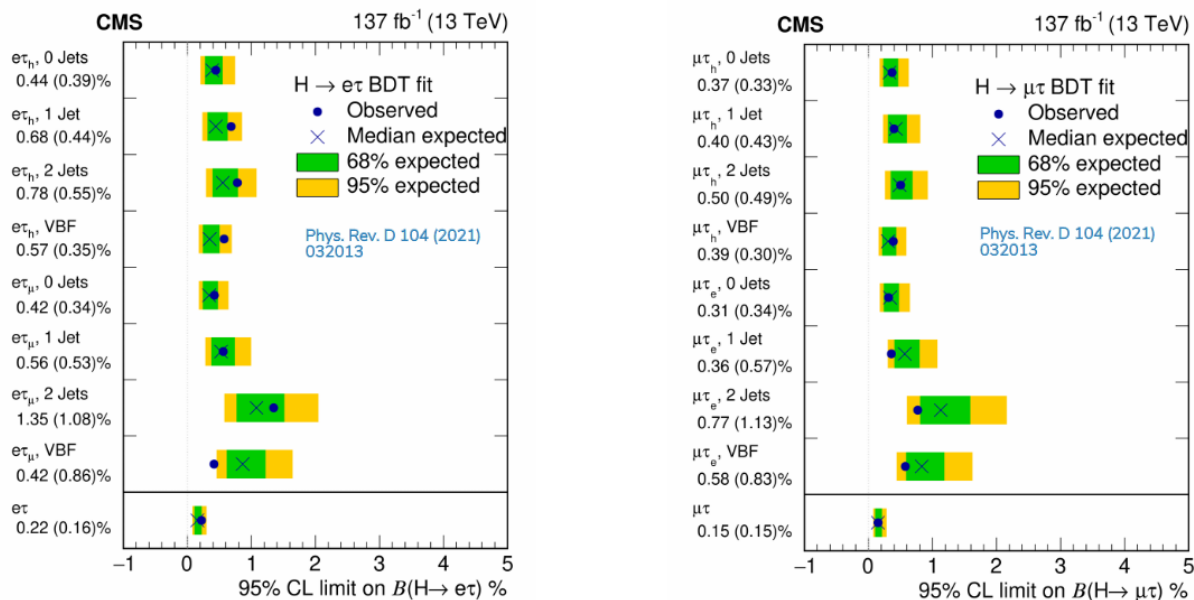 CMS 137 fb⁻¹ (13 TeV)
eτₕ, 0 Jets
0.44 (0.39)%
eτₕ, 1 Jet
0.68 (0.44)%
eτₕ, 2 Jets
0.78 (0.55)%
eτₕ, VBF
0.57 (0.35)%
eτμ, 0 Jets
0.42 (0.34)%
eτμ, 1 Jet
0.56 (0.53)%
eτμ, 2 Jets
1.35 (1.08)%
eτμ, VBF
0.42 (0.86)%
eτ
0.22 (0.16)%
H → eτ BDT fit
Observed
Median expected
68% expected
95% expected
Phys. Rev. D 104 (2021)
032013
−1 0 1 2 3 4 5
95% CL limit on B(H→ eτ) %
CMS 137 fb⁻¹ (13 TeV)
μτₕ, 0 Jets
0.37 (0.33)%
μτₕ, 1 Jet
0.40 (0.43)%
μτₕ, 2 Jets
0.50 (0.49)%
μτₕ, VBF
0.39 (0.30)%
μτₑ, 0 Jets
0.31 (0.34)%
μτₑ, 1 Jet
0.36 (0.57)%
μτₑ, 2 Jets
0.77 (1.13)%
μτₑ, VBF
0.58 (0.83)%
μτ
0.15 (0.15)%
H → μτ BDT fit
Observed
Median expected
68% expected
95% expected
Phys. Rev. D 104 (2021)
032013
−1 0 1 2 3 4 5
95% CL limit on B(H→ μτ) %